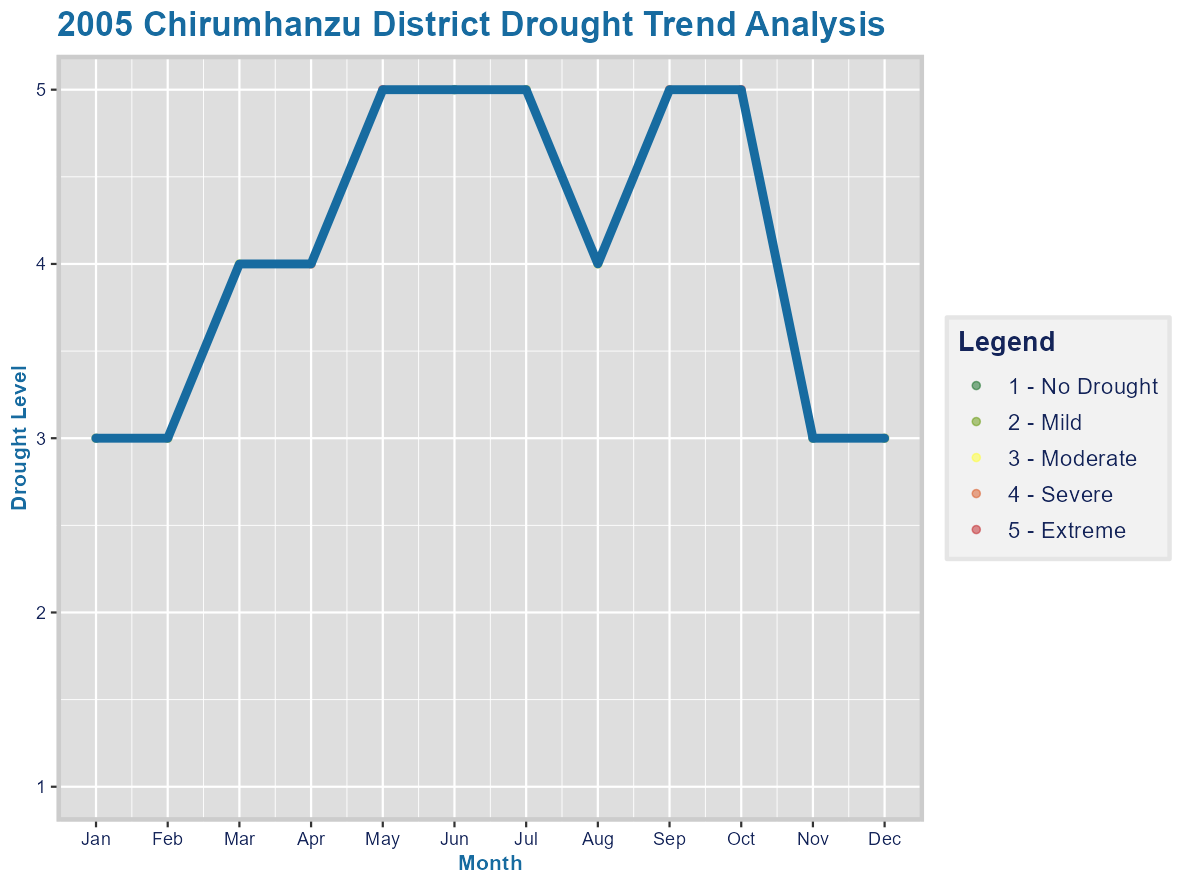 2005 Chirumhanzu District Drought Trend Analysis
Drought Level
5
4
3
2
1
Jan Feb Mar Apr May Jun Jul Aug Sep Oct Nov Dec
Month
Legend
1 - No Drought
2 - Mild
3 - Moderate
4 - Severe
5 - Extreme